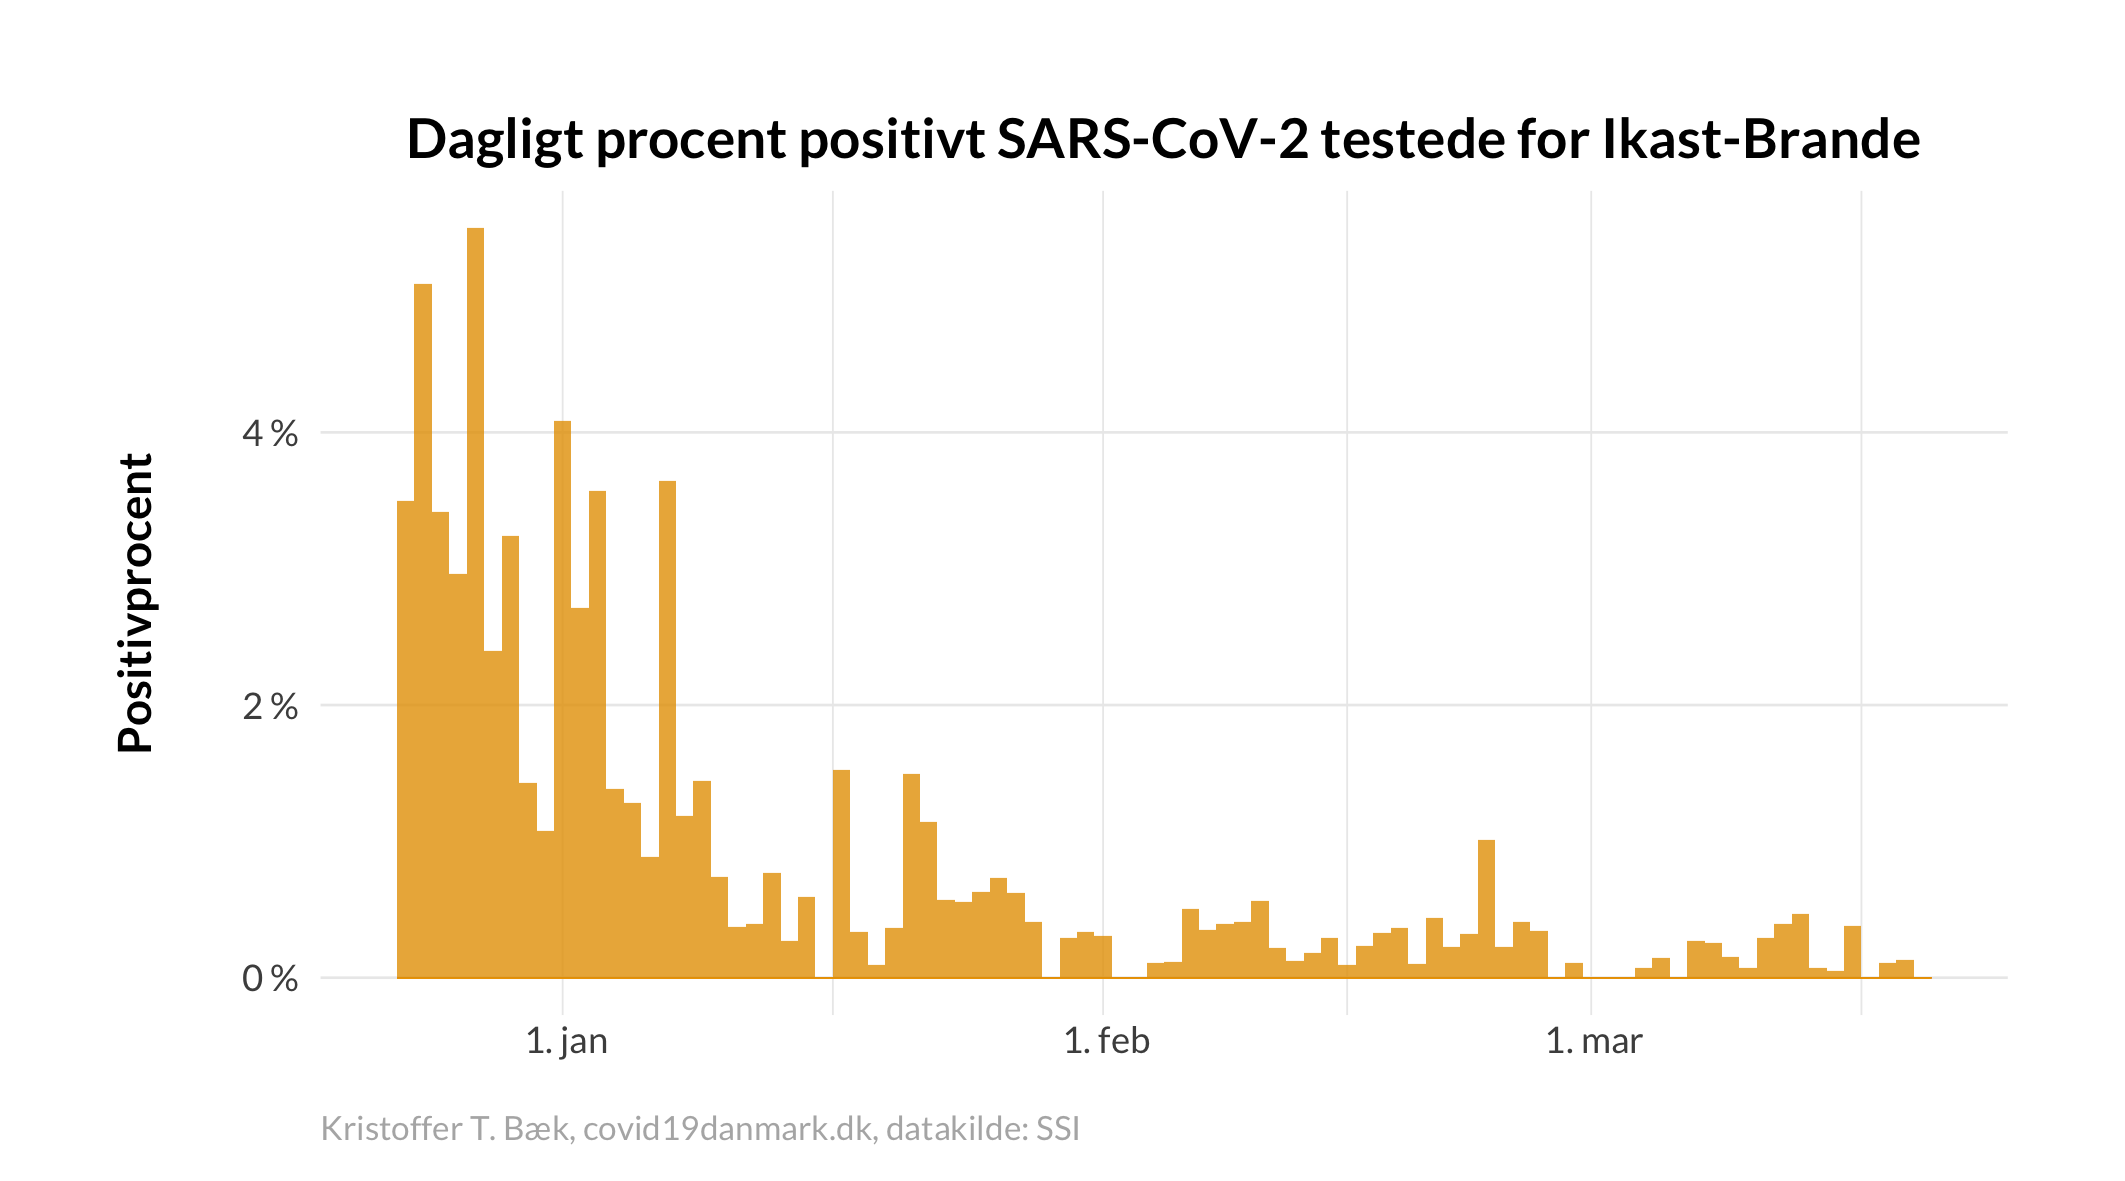 Dagligt procent positivt SARS-CoV-2 testede for Ikast-Brande
Positivprocent
4 %
2 %
0 %
1. jan
1. feb
1. mar
Kristoffer T. Bæk, covid19danmark.dk, datakilde: SSI